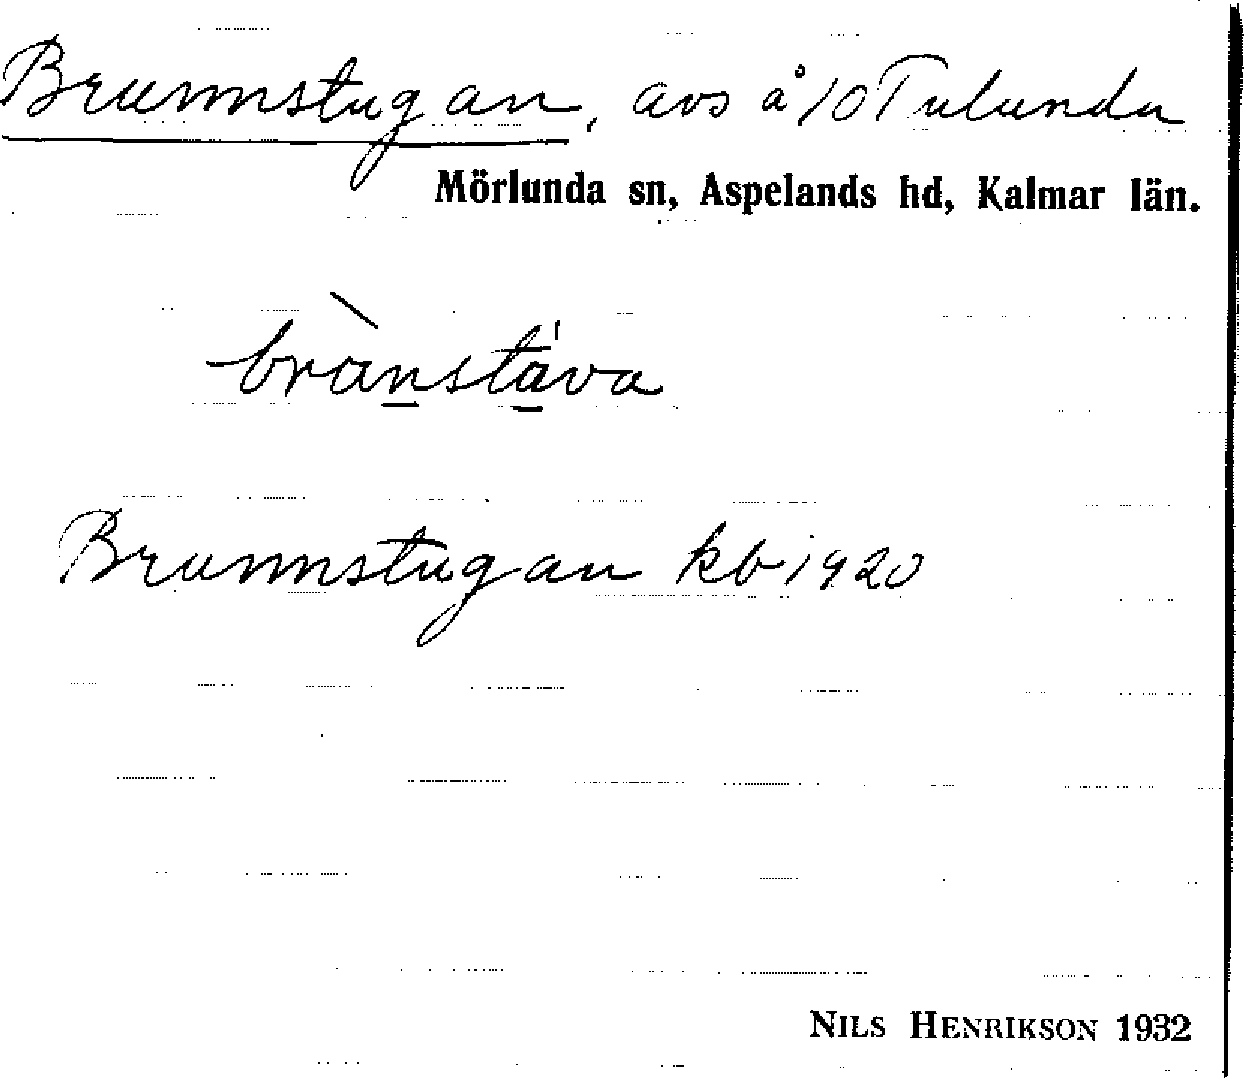 Brunnstugan, avs å 10 Tulunda
Mörlunda sn, Aspelands hd, Kalmar län.
brànstáva
Brunnstugan kb 1920
NILS HENRIKSON 1932